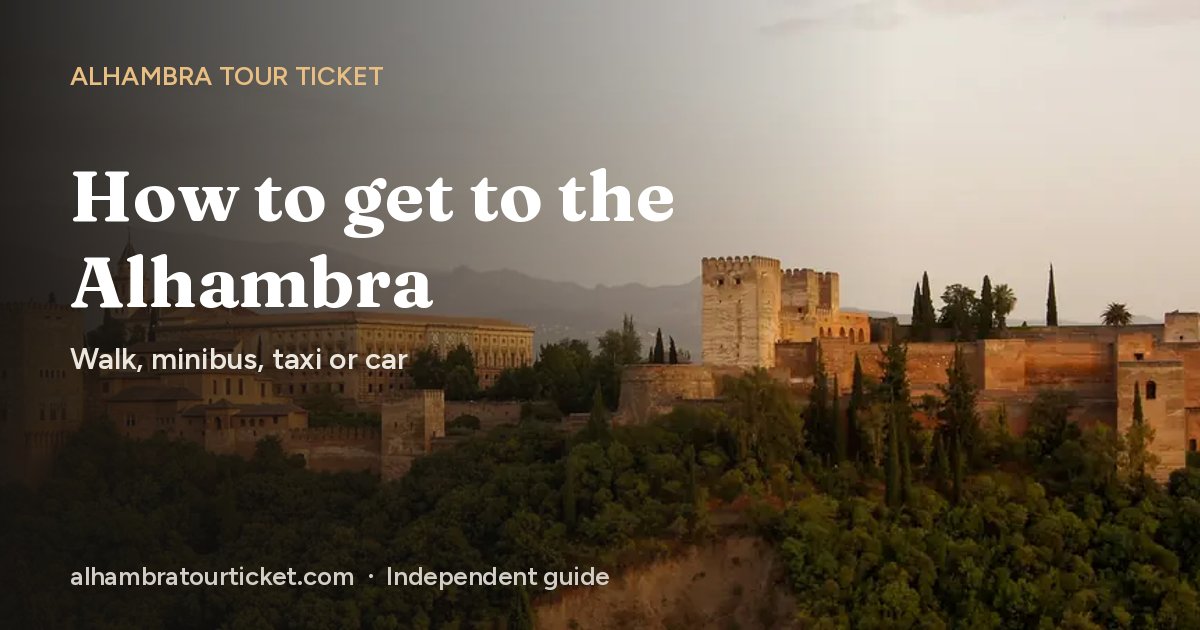 ALHAMBRA TOUR TICKET
How to get to the
Alhambra
Walk, minibus, taxi or car
alhambratourticket.com · Independent guide